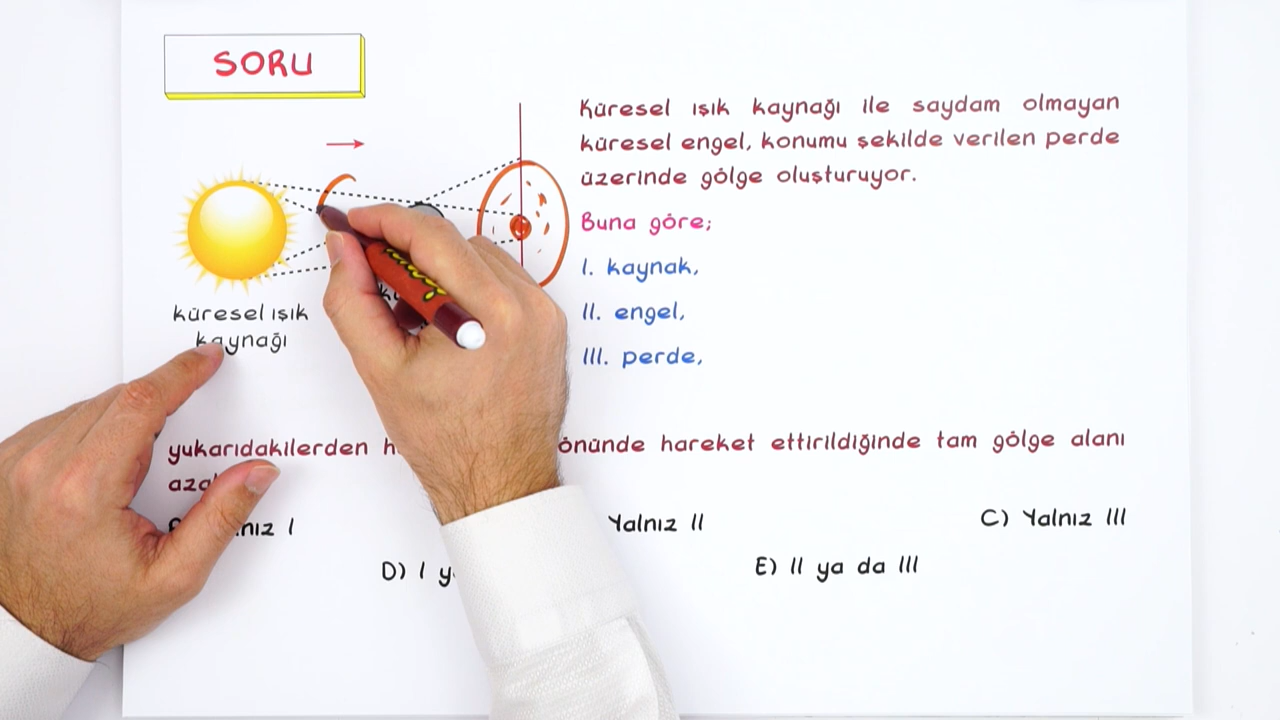 SORU
Küresel ışık kaynağı ile saydam olmayan
küresel engel, konumu şekilde verilen perde
üzerinde gölge oluşturuyor.
Buna göre;
I. kaynak,
II. engel,
III. perde,
küresel ışık
kaynağı
yukarıdakilerden önünde hareket ettirildiğinde tam gölge alanı
I
Yalnız II
C) Yalnız III
D) I
E) II ya da III